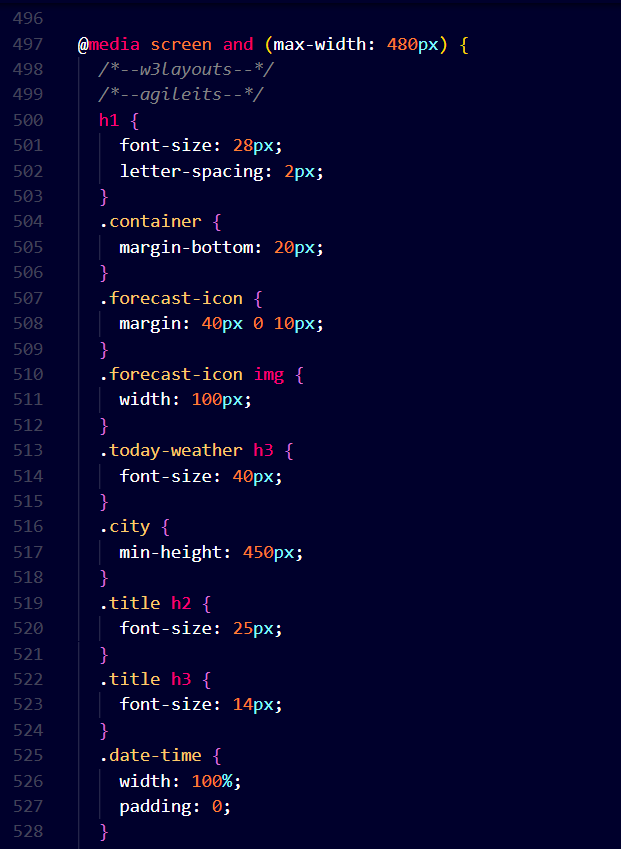 496
497 @media screen and (max-width: 480px) {
498 /*--w3layouts--*/
499 /*--agileits--*/
500 h1 {
501 font-size: 28px;
502 letter-spacing: 2px;
503 }
504 .container {
505 margin-bottom: 20px;
506 }
507 .forecast-icon {
508 margin: 40px 0 10px;
509 }
510 .forecast-icon img {
511 width: 100px;
512 }
513 .today-weather h3 {
514 font-size: 40px;
515 }
516 .city {
517 min-height: 450px;
518 }
519 .title h2 {
520 font-size: 25px;
521 }
522 .title h3 {
523 font-size: 14px;
524 }
525 .date-time {
526 width: 100%;
527 padding: 0;
528 }